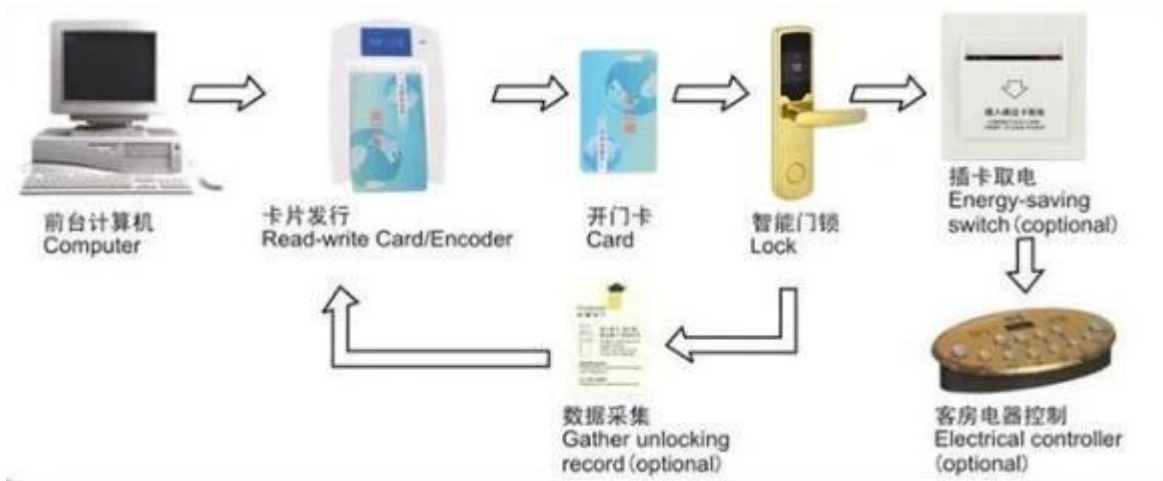 前台计算机
Computer
卡片发行
Read-write Card/Encoder
开门卡
Card
智能门锁
Lock
插卡取电
Energy-saving
switch(coptional)
客房电器控制
Electrical controller
(optional)
数据采集
Gather unlocking
record(optional)